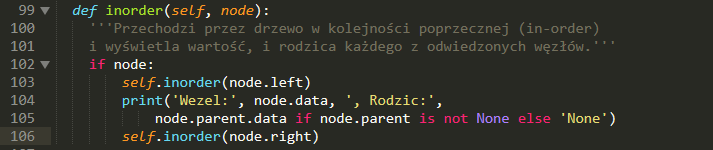 99 def inorder(self, node):
100 '''Przechodzi przez drzewo w kolejności poprzecznej (in-order)
101 i wyświetla wartość, i rodzica każdego z odwiedzonych węzłów.'''
102 if node:
103 self.inorder(node.left)
104 print('Wezel:', node.data, ', Rodzic:',
105 node.parent.data if node.parent is not None else 'None')
106 self.inorder(node.right)